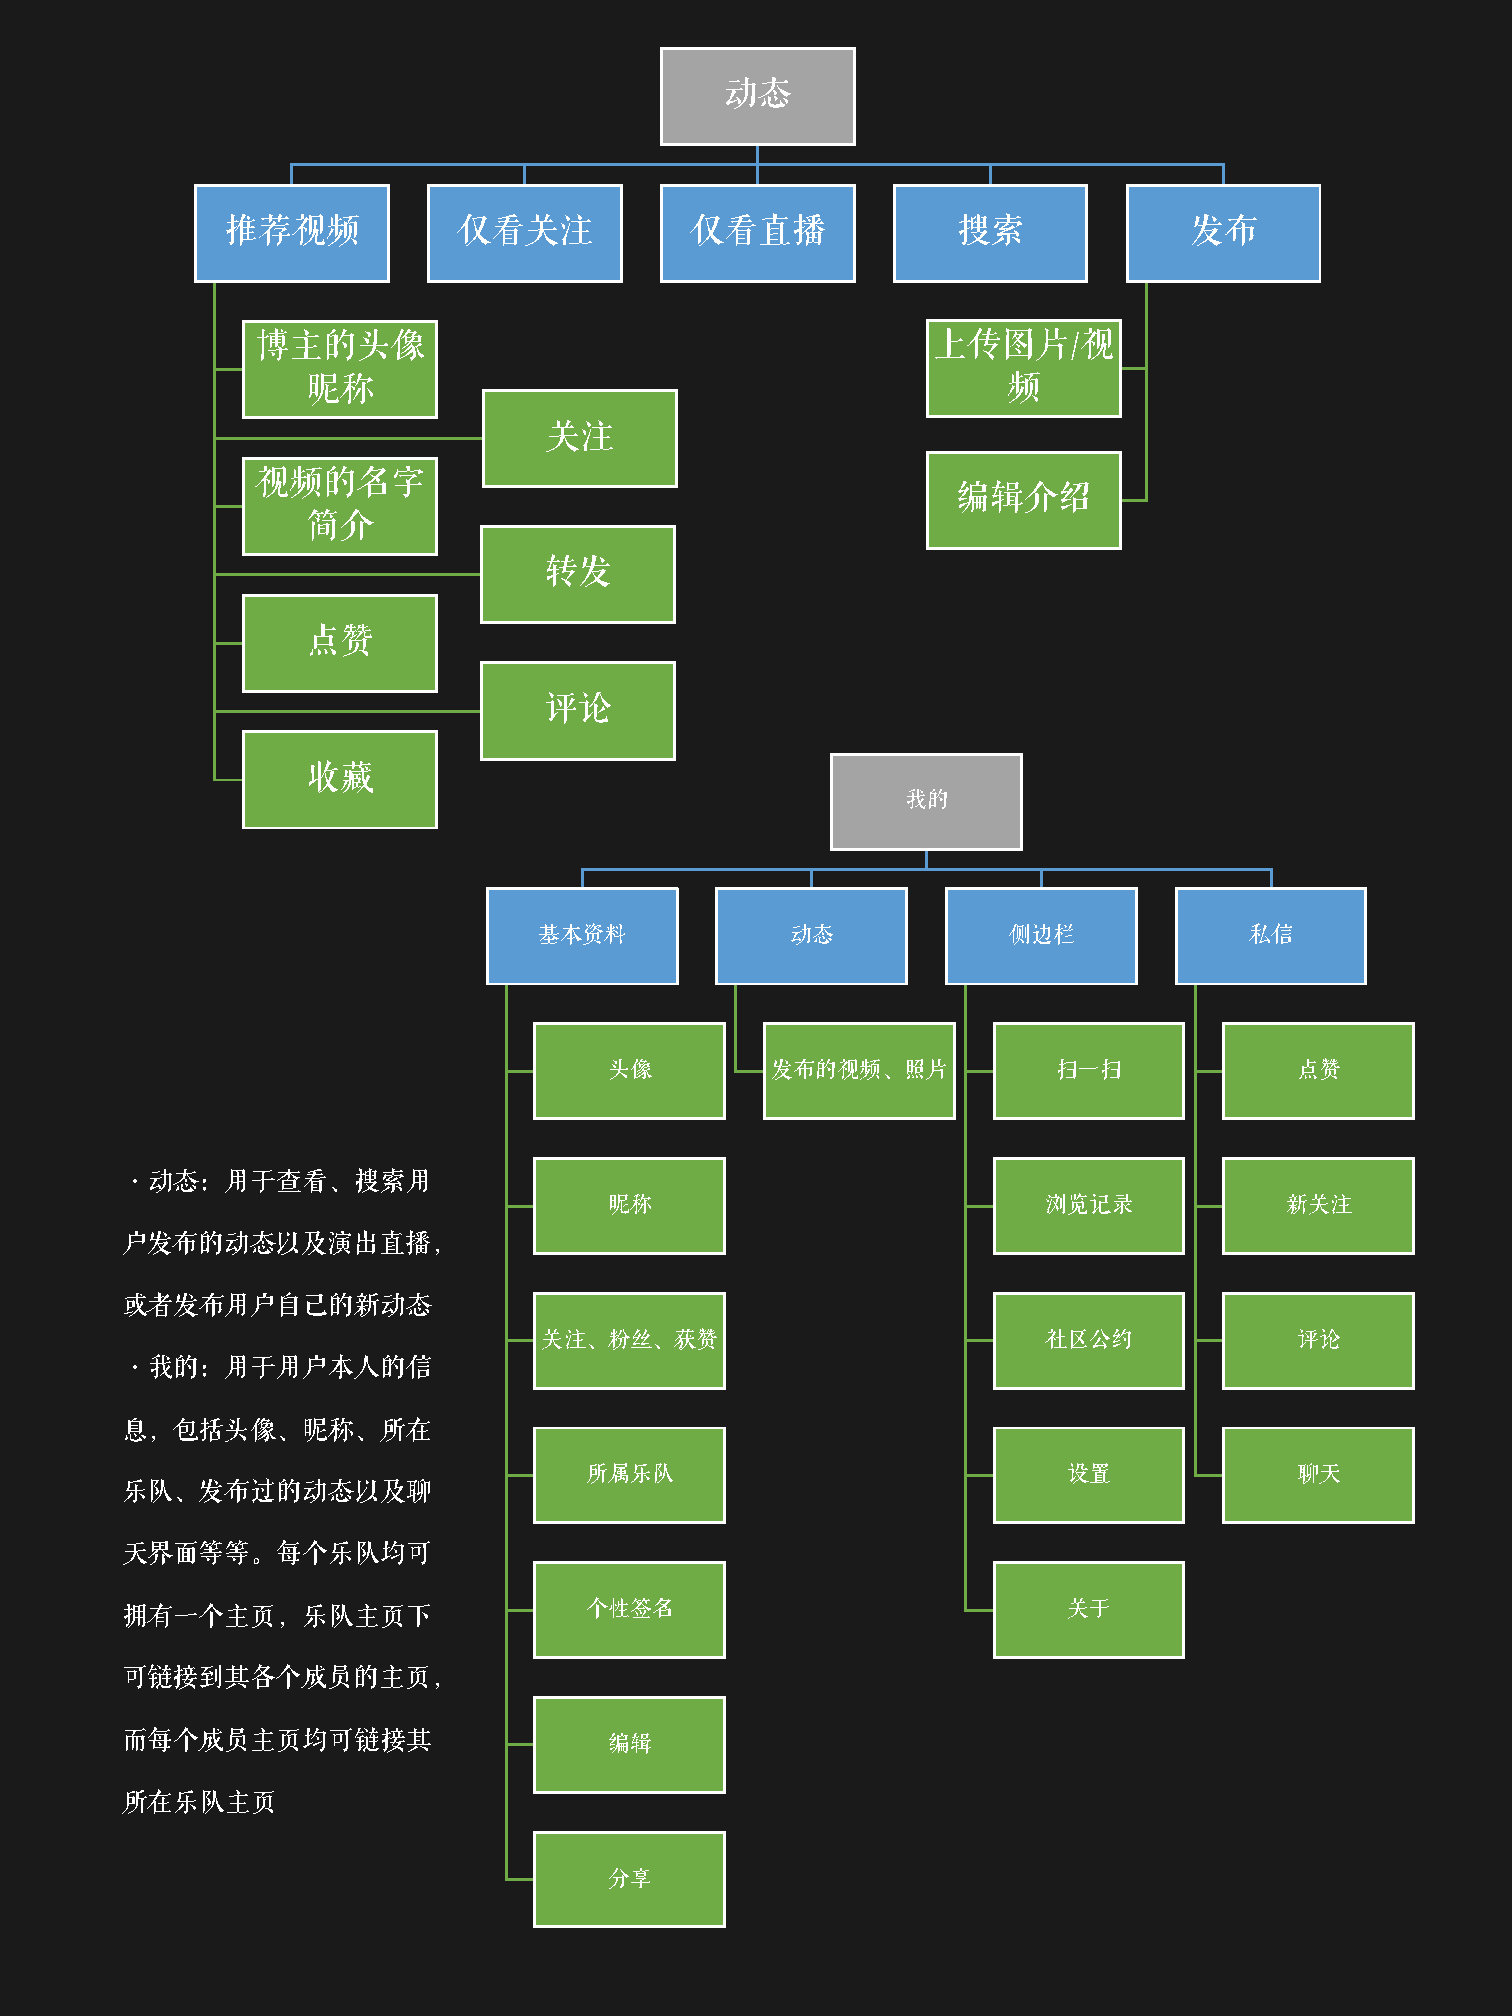 动态
推荐视频
仅看关注
仅看直播
搜索
发布
博主的头像
昵称
关注
视频的名字
简介
转发
点赞
评论
收藏
上传图片/视
频
编辑介绍
我的
基本资料
动态
侧边栏
私信
头像
昵称
关注、粉丝、获赞
所属乐队
个性签名
编辑
分享
发布的视频、照片
扫一扫
浏览记录
社区公约
设置
关于
点赞
新关注
评论
聊天
·动态：用于查看、搜索用
户发布的动态以及演出直播，
或者发布用户自己的新动态
·我的：用于用户本人的信
息，包括头像、昵称、所在
乐队、发布过的动态以及聊
天界面等等。每个乐队均可
拥有一个主页，乐队主页下
可链接到其各个成员的主页，
而每个成员主页均可链接其
所在乐队主页